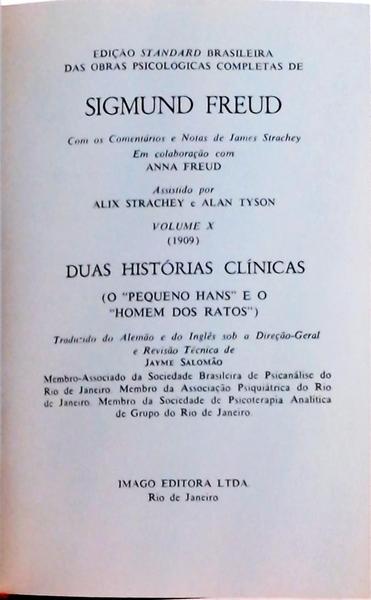 EDIÇÃO STANDARD BRASILEIRA
DAS OBRAS PSICOLÓGICAS COMPLETAS DE
SIGMUND FREUD
Com os Comentários e Notas de James Strachey
Em colaboração com
ANNA FREUD
Assistido por
ALIX STRACHEY e ALAN TYSON
VOLUME X
(1909)
DUAS HISTÓRIAS CLÍNICAS
(O "PEQUENO HANS" E O
"HOMEM DOS RATOS")
Traduzido do Alemão e do Inglês sob a Direção-Geral
e Revisão Técnica de
JAYME SALOMÃO
Membro-Associado da Sociedade Brasileira de Psicanálise do
Rio de Janeiro. Membro da Associação Psiquiátrica do Rio
de Janeiro. Membro da Sociedade de Psicoterapia Analítica
de Grupo do Rio de Janeiro.
IMAGO EDITORA LTDA.
Rio de Janeiro